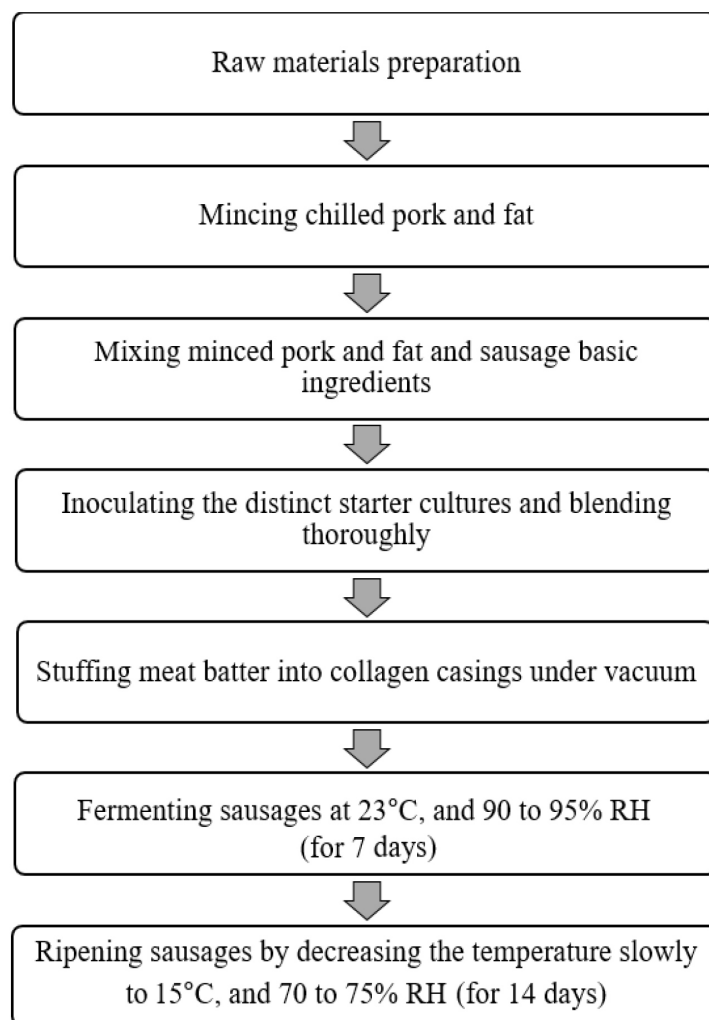 Raw materials preparation
Mincing chilled pork and fat
Mixing minced pork and fat and sausage basic
ingredients
Inoculating the distinct starter cultures and blending
thoroughly
Stuffing meat batter into collagen casings under vacuum
Fermenting sausages at 23°C, and 90 to 95% RH
(for 7 days)
Ripening sausages by decreasing the temperature slowly
to 15°C, and 70 to 75% RH (for 14 days)